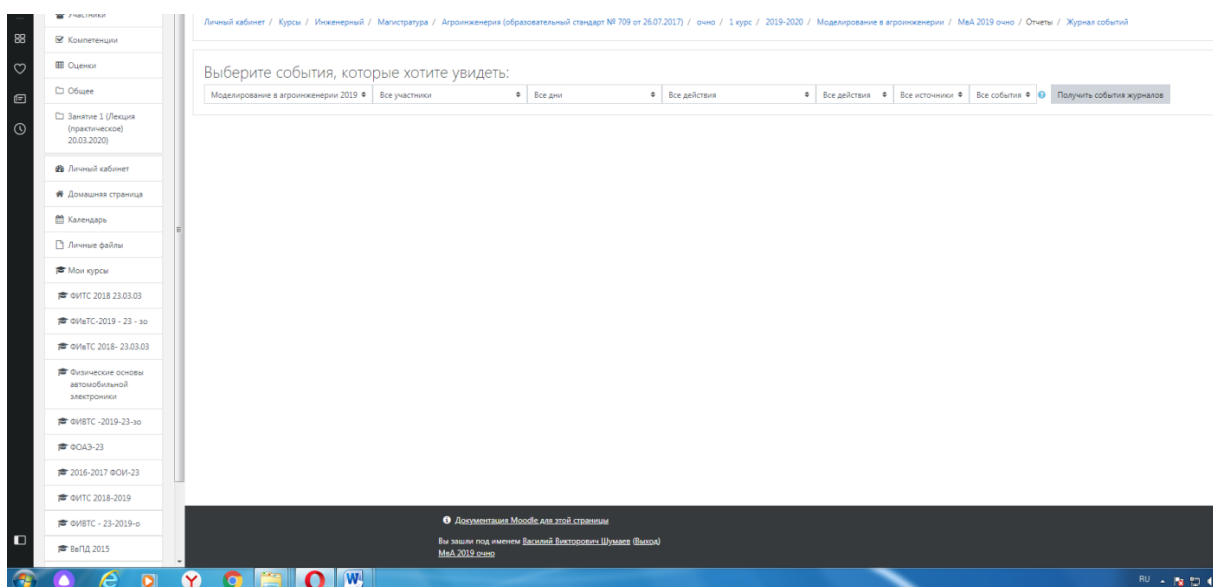 Участники
Личный кабинет / Курсы / Инженерный / Магистратура / Агроинженерия (образовательный стандарт № 709 от 26.07.2017) / очно / 1 курс / 2019-2020 / Моделирование в агроинженерии / МвА 2019 очно / Отчеты / Журнал событий
Компетенции
Оценки
Общее
Занятие 1 (Лекция
(практическое)
20.03.2020)
Личный кабинет
Домашняя страница
Календарь
Личные файлы
Мои курсы
ФИТС 2018 23.03.03
ФИвТС-2019 - 23 - зо
ФИвТС 2018- 23.03.03
Физические основы
автомобильной
электроники
ФИВТС -2019-23-зо
ФОАЭ-23
2016-2017 ФОИ-23
ФИТС 2018-2019
ФИВТС - 23-2019-о
ВвПД 2015
Выберите события, которые хотите увидеть:
Моделирование в агроинженерии 2019 Все участники Все дни Все действия Все действия Все источники Все события Получить события журналов
Документация Moodle для этой страницы
Вы зашли под именем Василий Викторович Шумаев (Выход)
МвА 2019 очно
RU